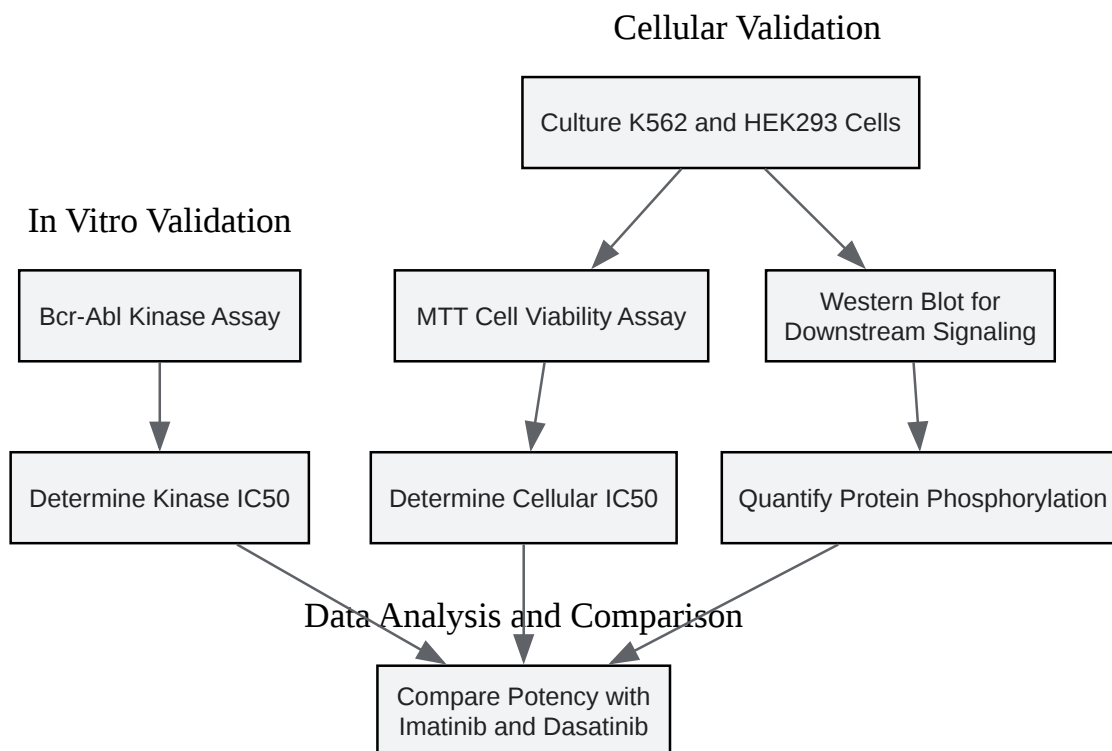 Cellular Validation
Culture K562 and HEK293 Cells
In Vitro Validation
Bcr-Abl Kinase Assay
MTT Cell Viability Assay
Western Blot for
Downstream Signaling
Determine Kinase IC50
Determine Cellular IC50
Quantify Protein Phosphorylation
Data Analysis and Comparison
Compare Potency with
Imatinib and Dasatinib